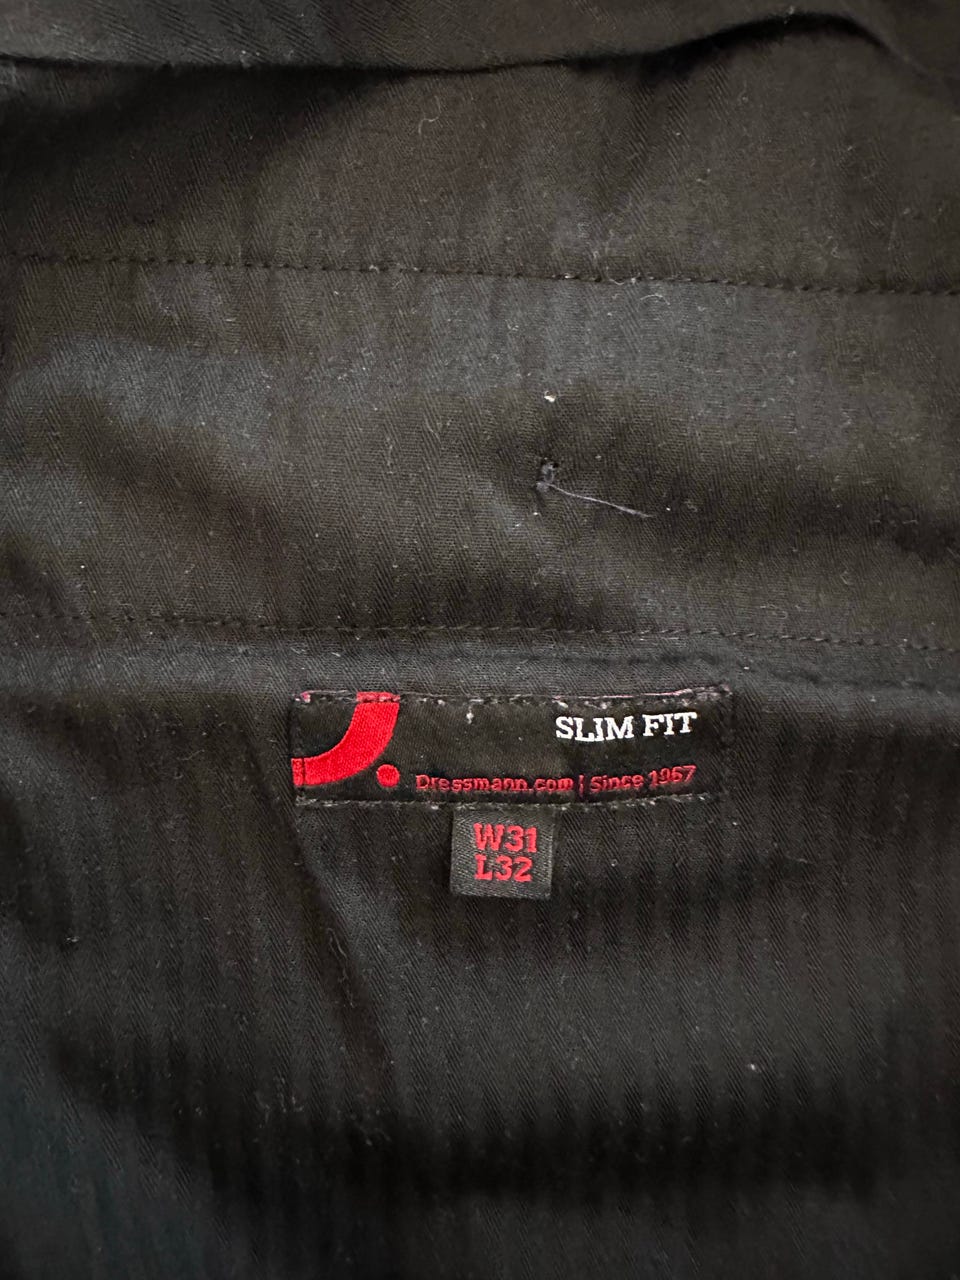 SLIM FIT
Dressmann.com | Since 1967
W31
L32